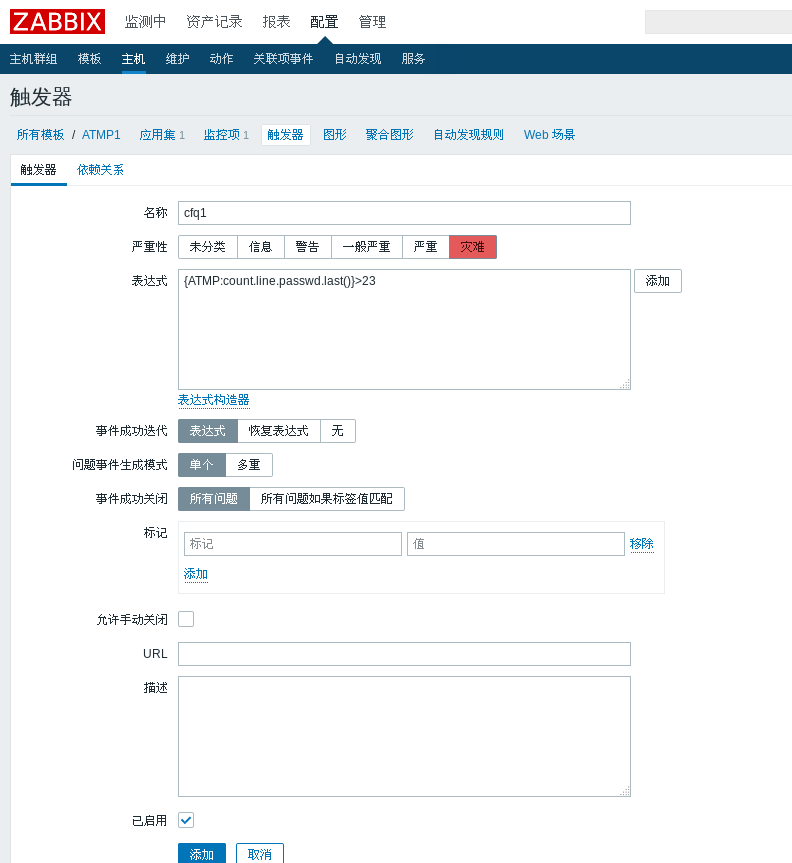 ZABBIX 监测中 资产记录 报表 配置 管理
主机群组 模板 主机 维护 动作 关联项事件 自动发现 服务
触发器
所有模板 / ATMP1 应用集 1 监控项 1 触发器 图形 聚合图形 自动发现规则 Web 场景
触发器 依赖关系
名称 cfq1
严重性 未分类 信息 警告 一般严重 严重 灾难
表达式 {ATMP:count.line.passwd.last()}>23 添加
表达式构造器
事件成功迭代 表达式 恢复表达式 无
问题事件生成模式 单个 多重
事件成功关闭 所有问题 所有问题如果标签值匹配
标记 标记 值 移除
添加
允许手动关闭
URL
描述
已启用
添加 取消